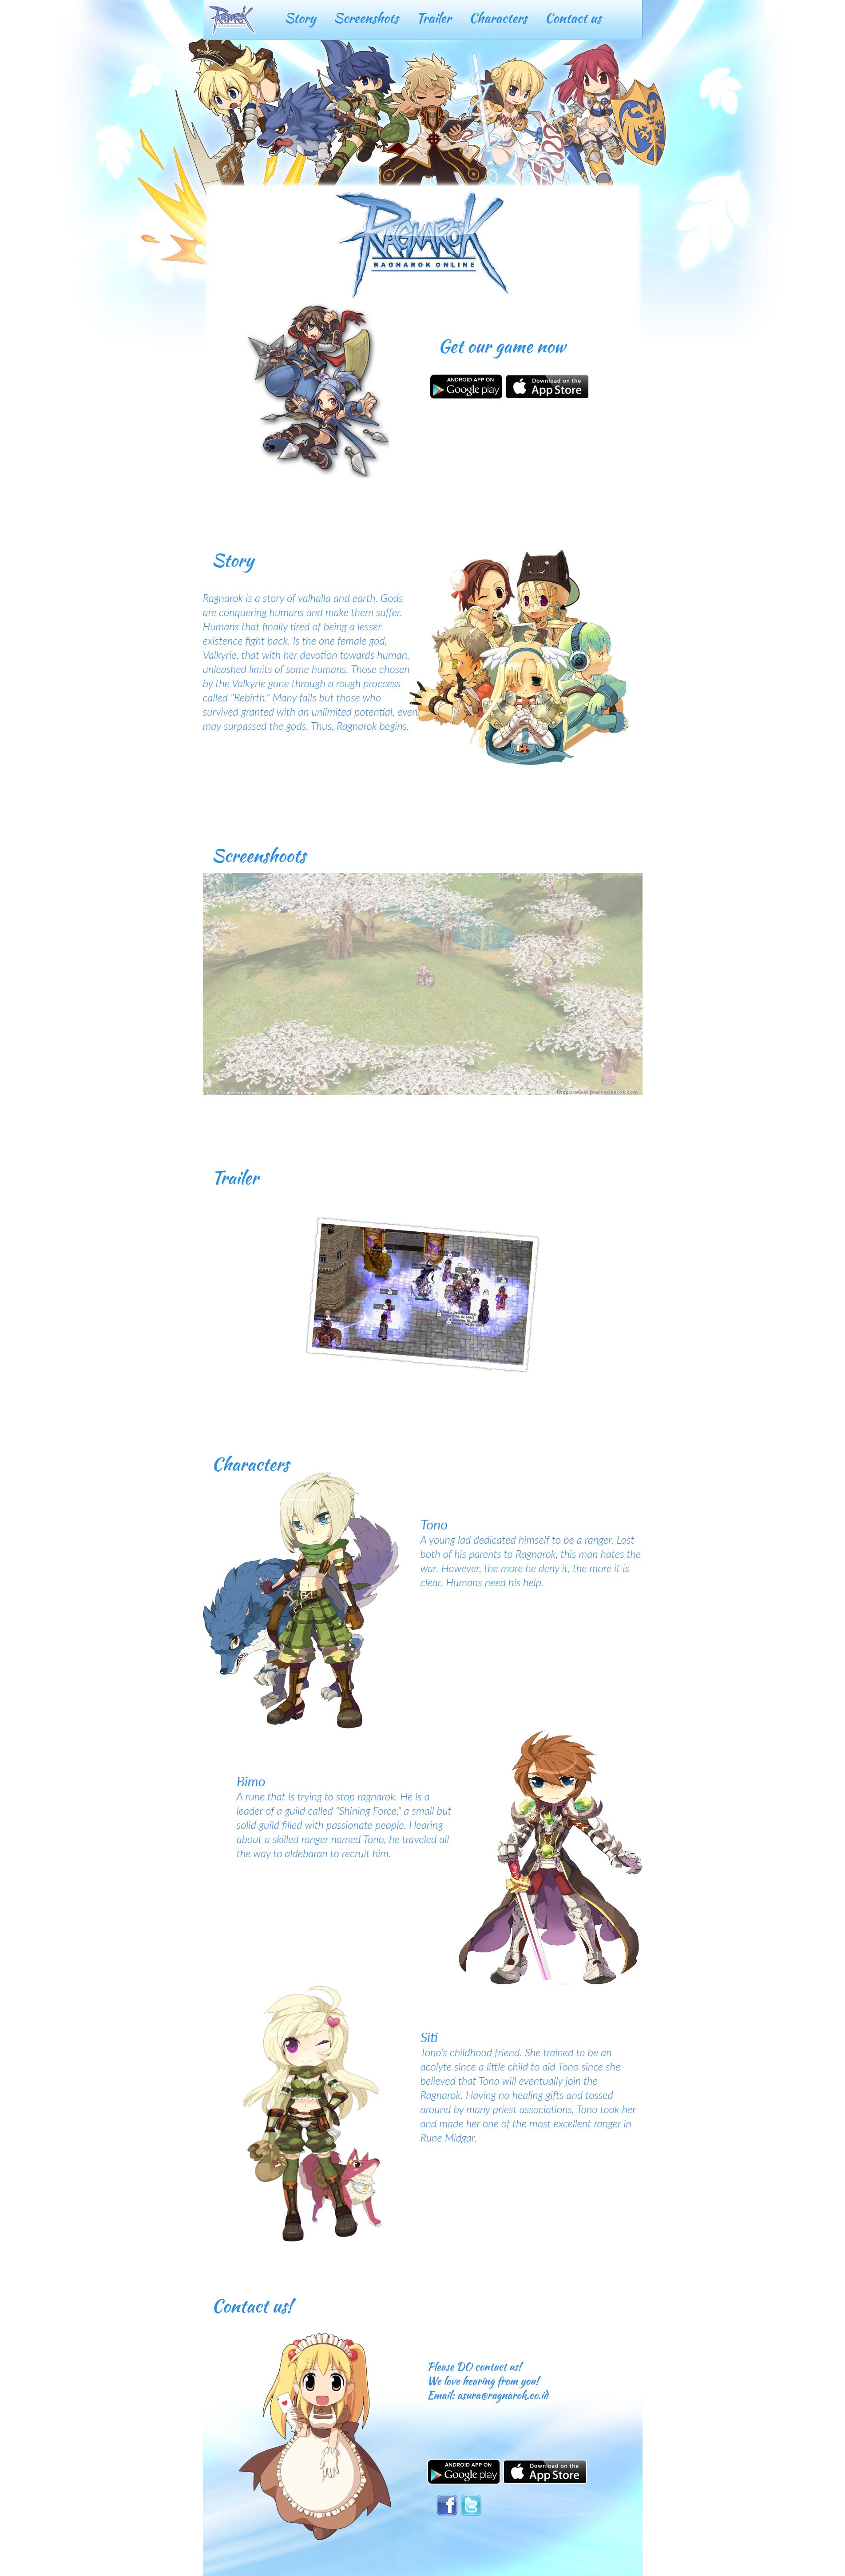 RAGNAROK
Story Screenshots Trailer Characters Contact us
RAGNAROK
RAGNAROK ONLINE
Get our game now
ANDROID APP ON
Google play
Download on the
App Store
Story
Ragnarok is a story of valhalla and earth. Gods
are conquering humans and make them suffer.
Humans that finally tired of being a lesser
existence fight back. Is the one female god,
Valkyrie, that with her devotion towards human,
unleashed limits of some humans. Those chosen
by the Valkyrie gone through a rough proccess
called "Rebirth." Many fails but those who
survived granted with an unlimited potential, even
may surpassed the gods. Thus, Ragnarok begins.
Screenshoots
Trailer
Characters
Tono
A young lad dedicated himself to be a ranger. Lost
both of his parents to Ragnarok, this man hates the
war. However, the more he deny it, the more it is
clear. Humans need his help.
Bimo
A rune that is trying to stop ragnarok. He is a
leader of a guild called "Shining Force," a small but
solid guild filled with passionate people. Hearing
about a skilled ranger named Tono, he traveled all
the way to aldebaran to recruit him.
Siti
Tono's childhood friend. She trained to be an
acolyte since a little child to aid Tono since she
believed that Tono will eventually join the
Ragnarok. Having no healing gifts and tossed
around by many priest associations, Tono took her
and made her one of the most excellent ranger in
Rune Midgar.
Contact us!
Please DO contact us!
We love hearing from you!
Email: asura@ragnarok.co.id
ANDROID APP ON
Google play
Download on the
App Store